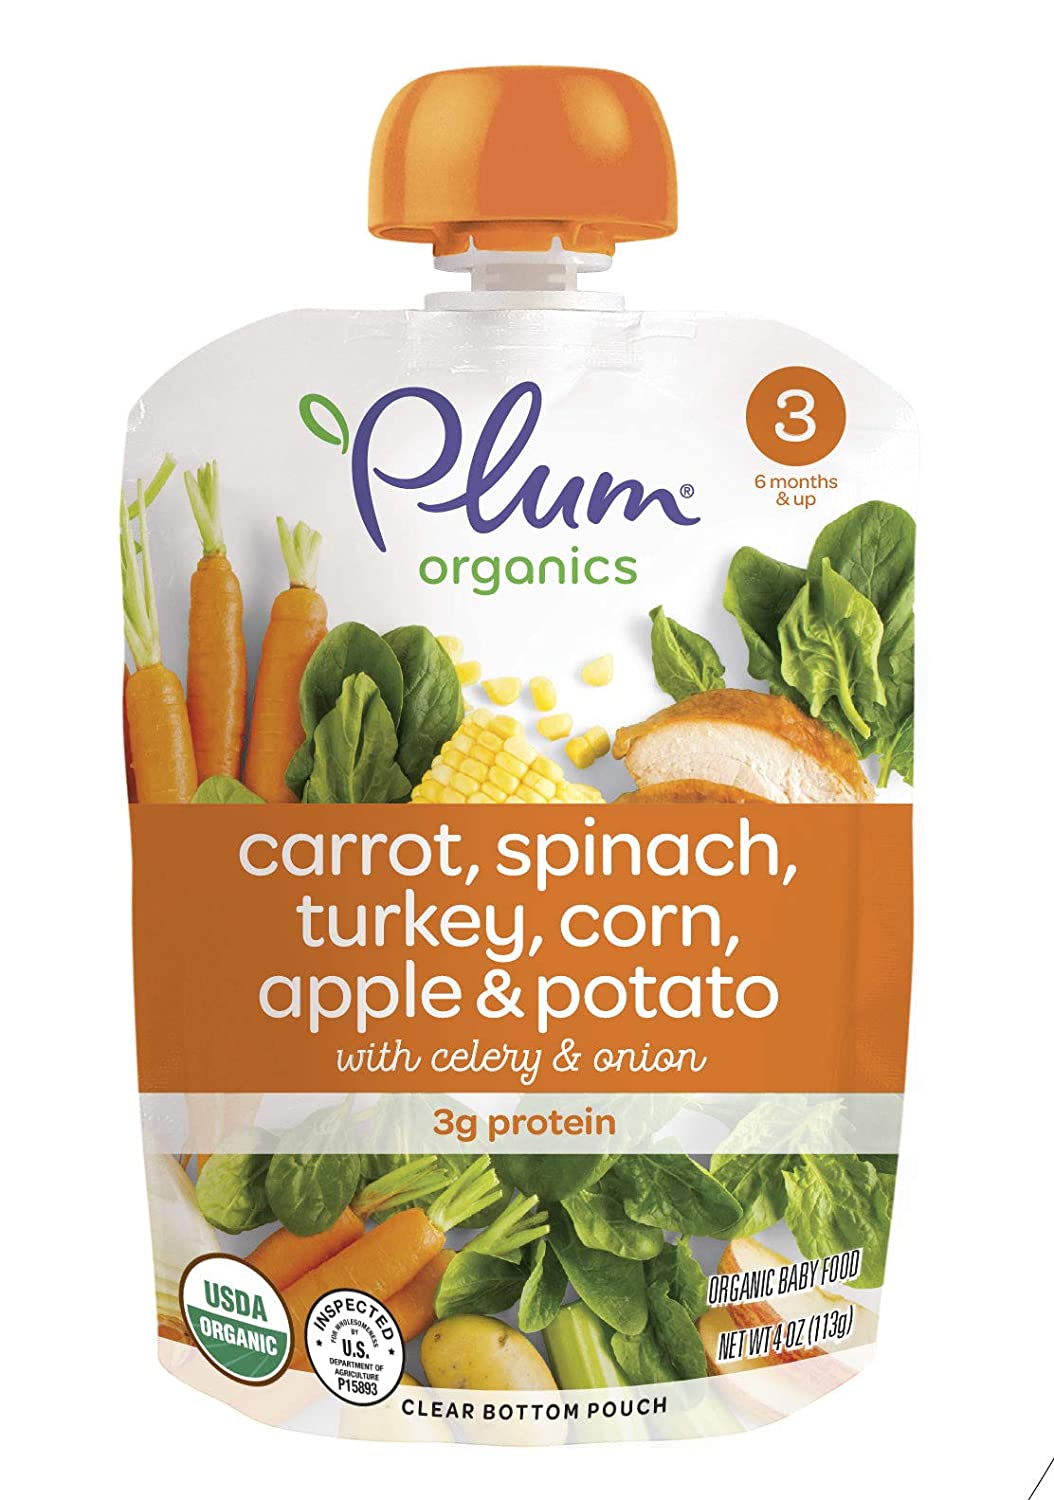 Plum®
organics
3
6 months
& up
carrot, spinach,
turkey, corn,
apple & potato
with celery & onion
3g protein
USDA
ORGANIC
INSPECTED
FOR WHOLESOMENESS
BY
U.S.
DEPARTMENT OF
AGRICULTURE
P15893
ORGANIC BABY FOOD
NET WT 4 OZ (113g)
CLEAR BOTTOM POUCH